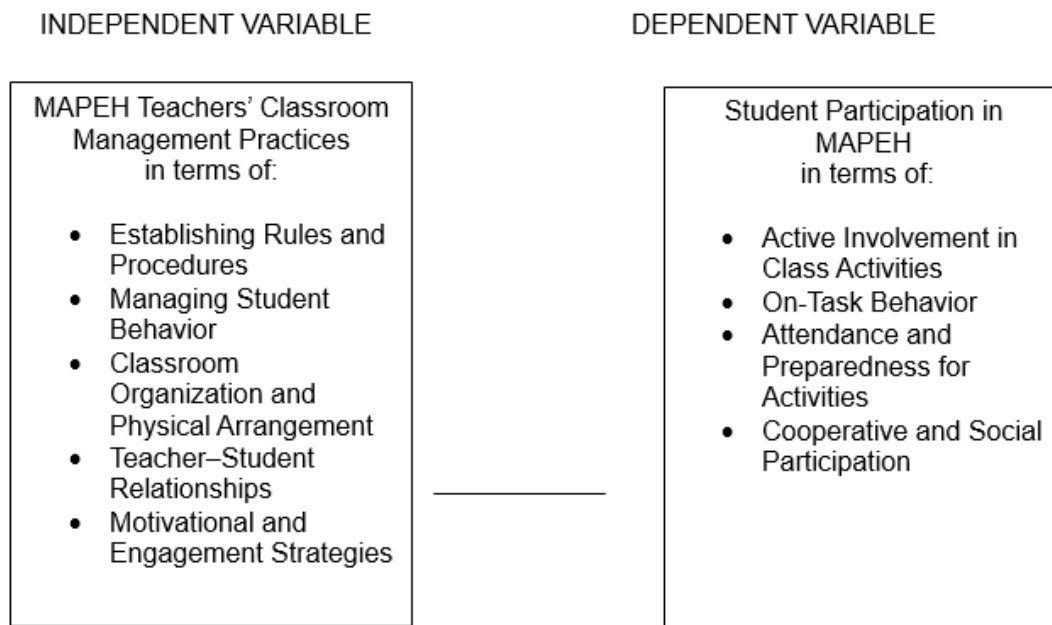 INDEPENDENT VARIABLE
DEPENDENT VARIABLE
MAPEH Teachers’ Classroom
Management Practices
in terms of:
• Establishing Rules and
Procedures
• Managing Student
Behavior
• Classroom
Organization and
Physical Arrangement
• Teacher–Student
Relationships
• Motivational and
Engagement Strategies
Student Participation in
MAPEH
in terms of:
• Active Involvement in
Class Activities
• On-Task Behavior
• Attendance and
Preparedness for
Activities
• Cooperative and Social
Participation